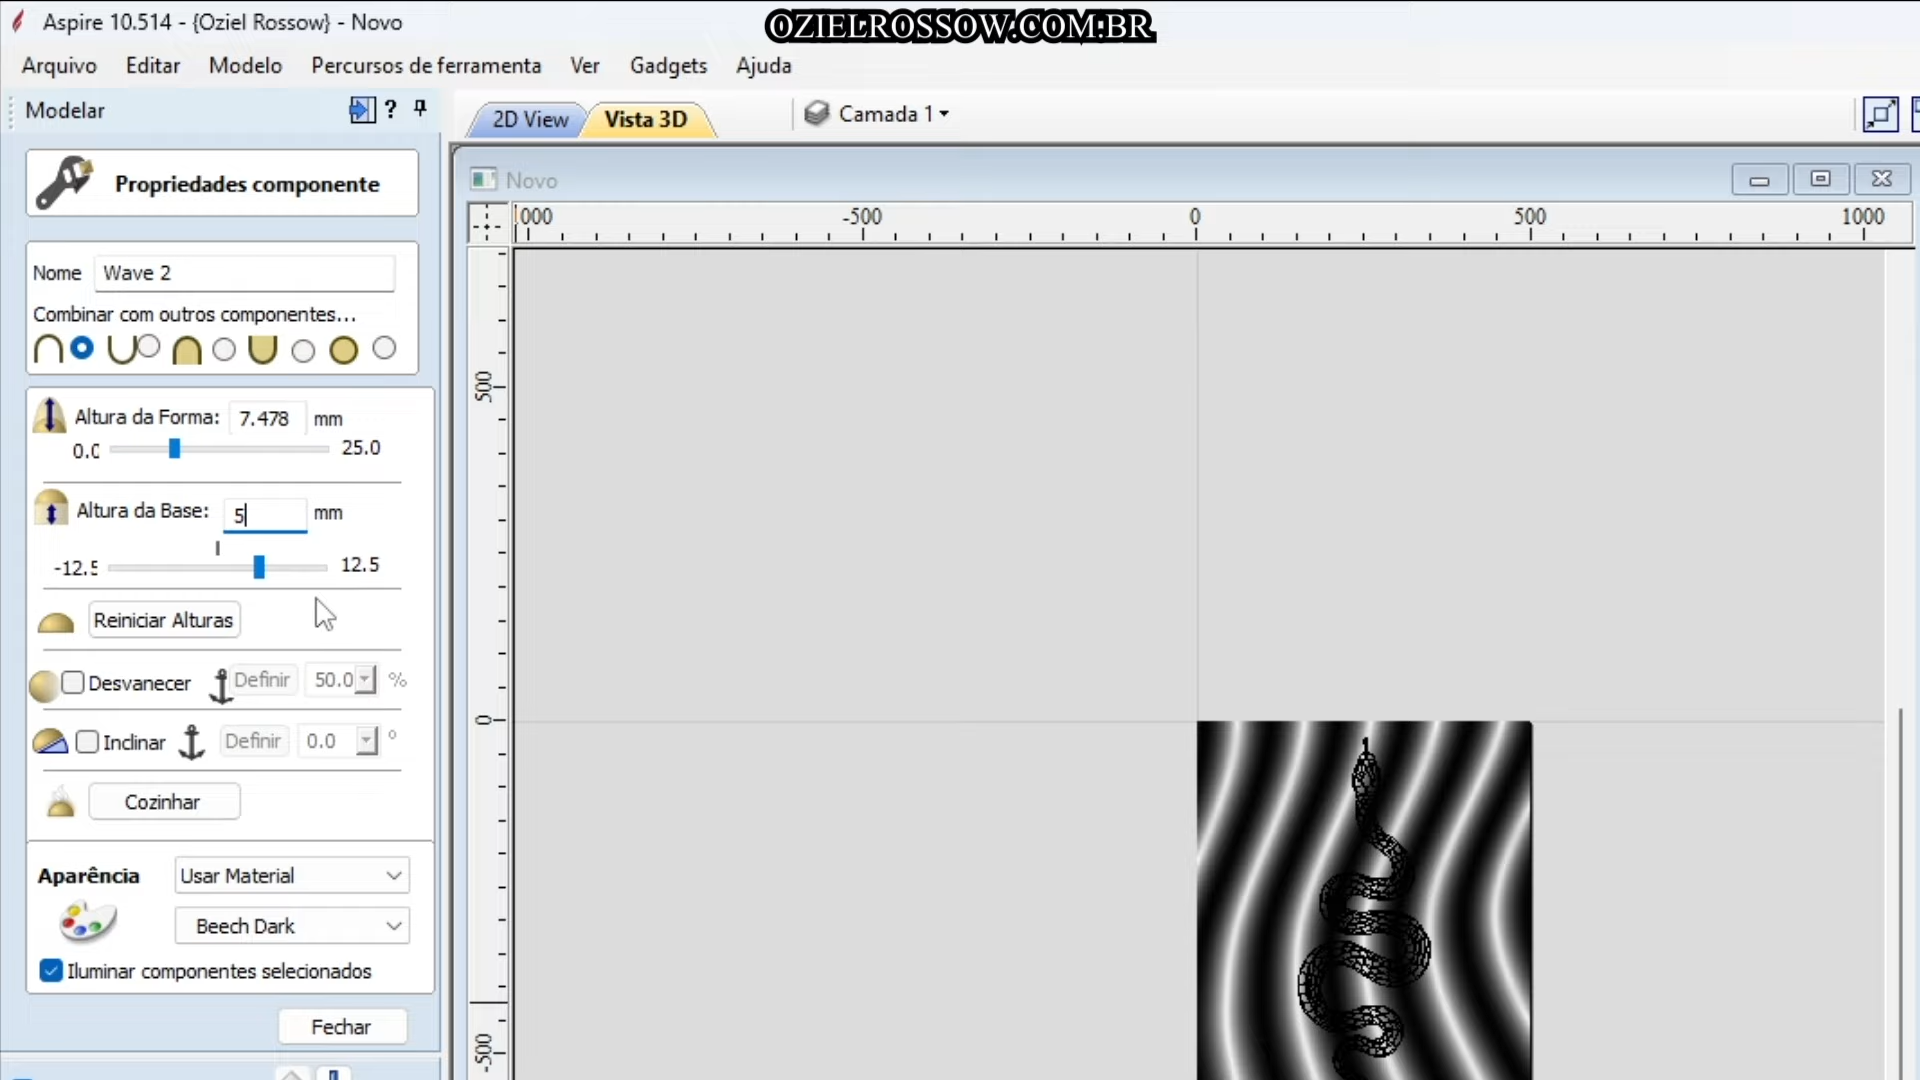 Aspire 10.514 - {Oziel Rossow} - Novo
OZIELROSSOW.COM.BR
Arquivo Editar Modelo Percursos de ferramenta Ver Gadgets Ajuda
Modelar
?
2D View Vista 3D Camada 1
Propriedades componente
Novo
000 -500 0 500 1000
Nome Wave 2
Combinar com outros componentes...
500
Altura da Forma: 7.478 mm
0.0 25.0
Altura da Base: 5 mm
-12.5 12.5
Reiniciar Alturas
Desvanecer Definir 50.0 %
0
Inclinar Definir 0.0 °
Cozinhar
Aparência Usar Material
Beech Dark
Iluminar componentes selecionados
Fechar
-500